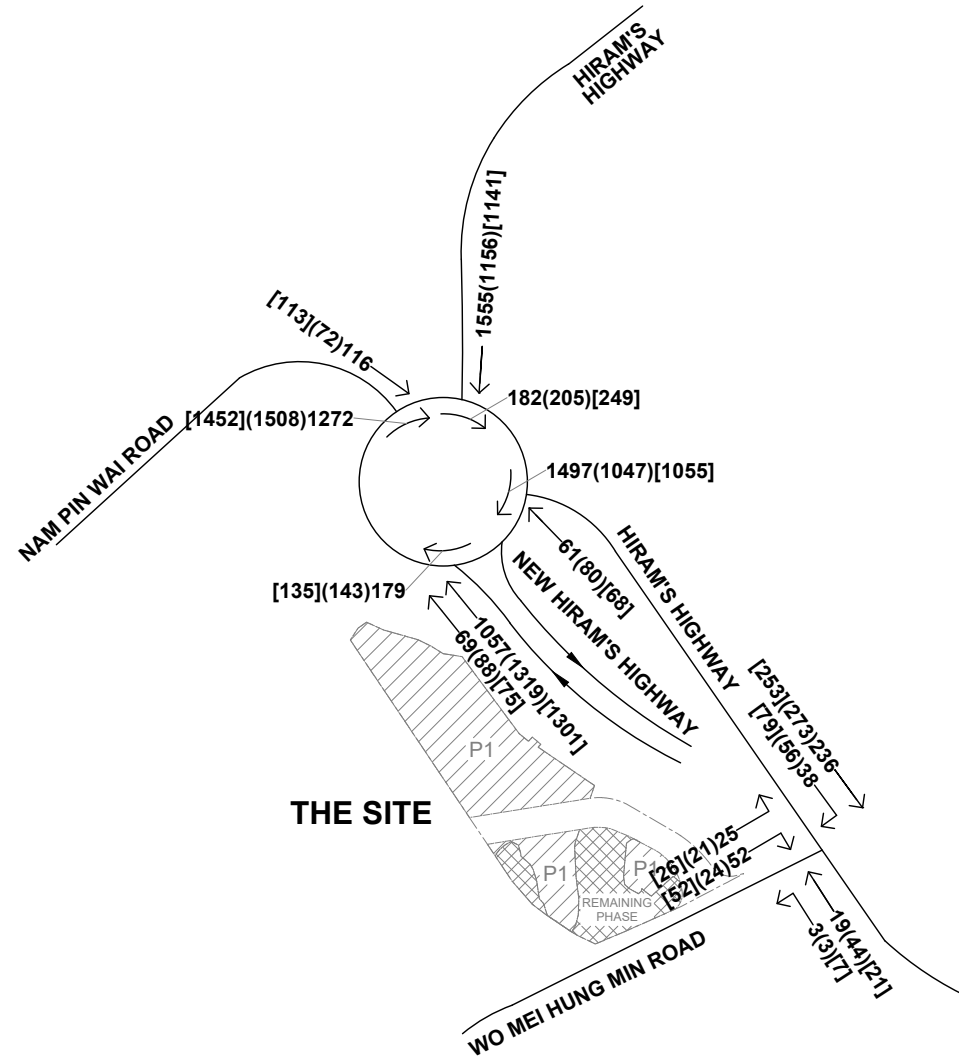 HIRAM'S
HIGHWAY
1555(1156)[1141]
[113](72)116
182(205)[249]
[1452](1508)1272
NAM PIN WAI ROAD
1497(1047)[1055]
61(80)[68]
HIRAM'S HIGHWAY
NEW HIRAM'S HIGHWAY
[135](143)179
1057(1319)[1301]
69(88)[75]
[253](273)236
[79](56)38
P1
THE SITE
[26](21)25
[52](24)52
P1
P1
REMAINING
PHASE
19(44)[21]
3(3)[7]
WO MEI HUNG MIN ROAD